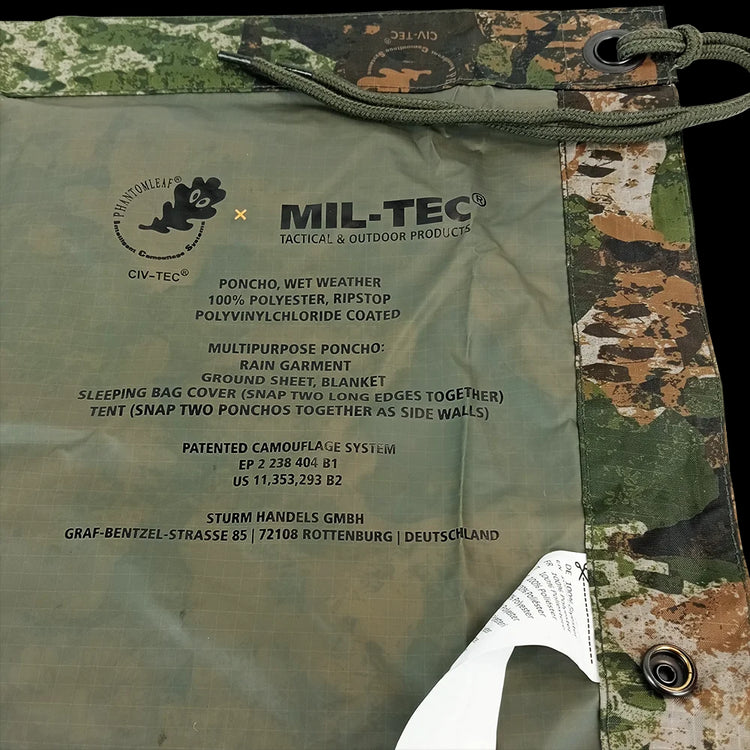 CIV-TEC
PHANTOMLEAF®
Intelligent Camouflage Systems
CIV-TEC®
×
MIL-TEC®
TACTICAL & OUTDOOR PRODUCTS
PONCHO, WET WEATHER
100% POLYESTER, RIPSTOP
POLYVINYLCHLORIDE COATED
MULTIPURPOSE PONCHO:
RAIN GARMENT
GROUND SHEET, BLANKET
SLEEPING BAG COVER (SNAP TWO LONG EDGES TOGETHER)
TENT (SNAP TWO PONCHOS TOGETHER AS SIDE WALLS)
PATENTED CAMOUFLAGE SYSTEM
EP 2 238 404 B1
US 11,353,293 B2
STURM HANDELS GMBH
GRAF-BENTZEL-STRASSE 85 | 72108 ROTTENBURG | DEUTSCHLAND